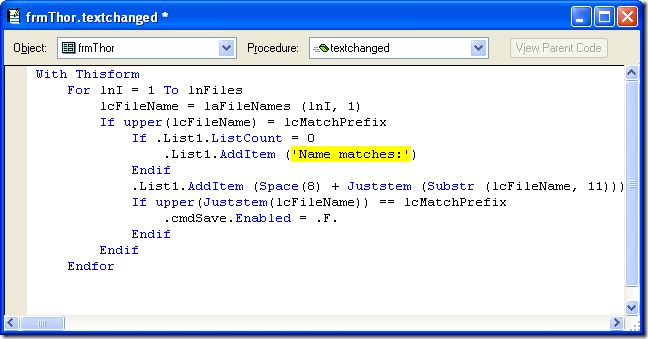 frmThor.textchanged *
Object: frmThor Procedure: textchanged View Parent Code
With Thisform
For lnI = 1 To lnFiles
lcFileName = laFileNames (lnI, 1)
If upper(lcFileName) = lcMatchPrefix
If .List1.ListCount = 0
.List1.AddItem ('Name matches:')
Endif
.List1.AddItem (Space(8) + Juststem (Substr (lcFileName, 11)))
If upper(Juststem(lcFileName)) == lcMatchPrefix
.cmdSave.Enabled = .F.
Endif
Endif
Endfor